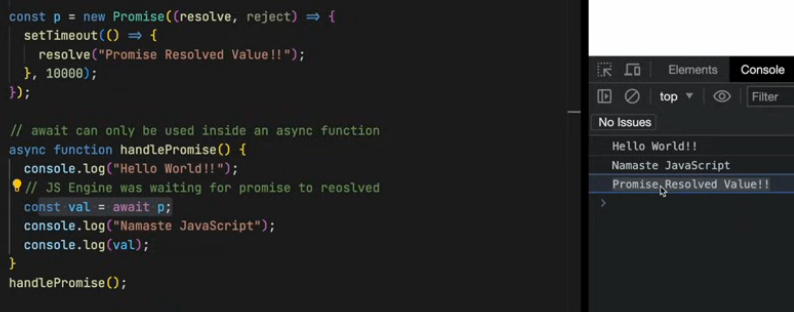 const p = new Promise((resolve, reject) => {
  setTimeout(() => {
    resolve("Promise Resolved Value!!");
  }, 10000);
});
// await can only be used inside an async function
async function handlePromise() {
  console.log("Hello World!!");
  // JS Engine was waiting for promise to reoslved
  const val = await p;
  console.log("Namaste JavaScript");
  console.log(val);
}
handlePromise();
Elements Console
top Filter
No Issues
Hello World!!
Namaste JavaScript
Promise Resolved Value!!
>